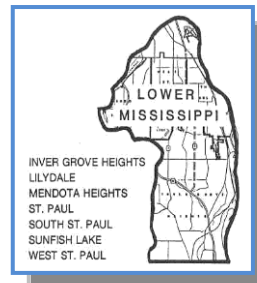 LOWER
MISSISSIPPI
INVER GROVE HEIGHTS
LILYDALE
MENDOTA HEIGHTS
ST. PAUL
SOUTH ST. PAUL
SUNFISH LAKE
WEST ST. PAUL